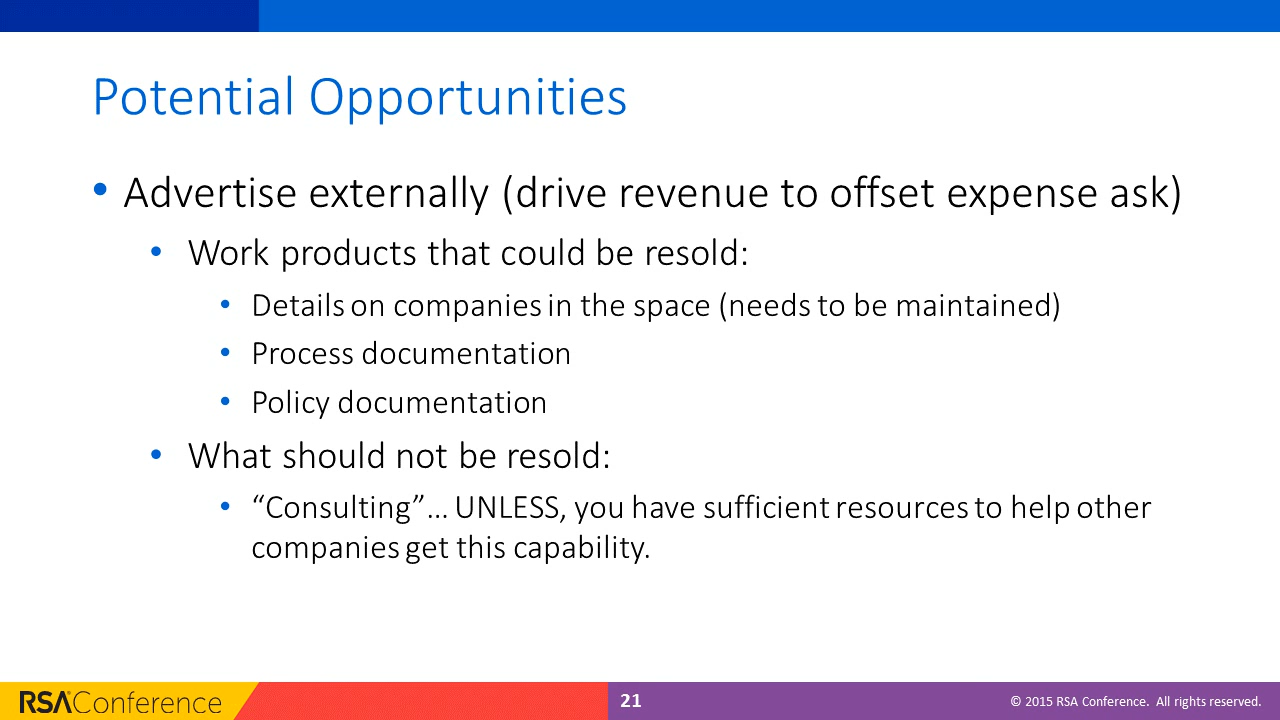 Potential Opportunities
• Advertise externally (drive revenue to offset expense ask)
• Work products that could be resold:
• Details on companies in the space (needs to be maintained)
• Process documentation
• Policy documentation
• What should not be resold:
• “Consulting”… UNLESS, you have sufficient resources to help other
companies get this capability.
RSAConference
21
© 2015 RSA Conference. All rights reserved.